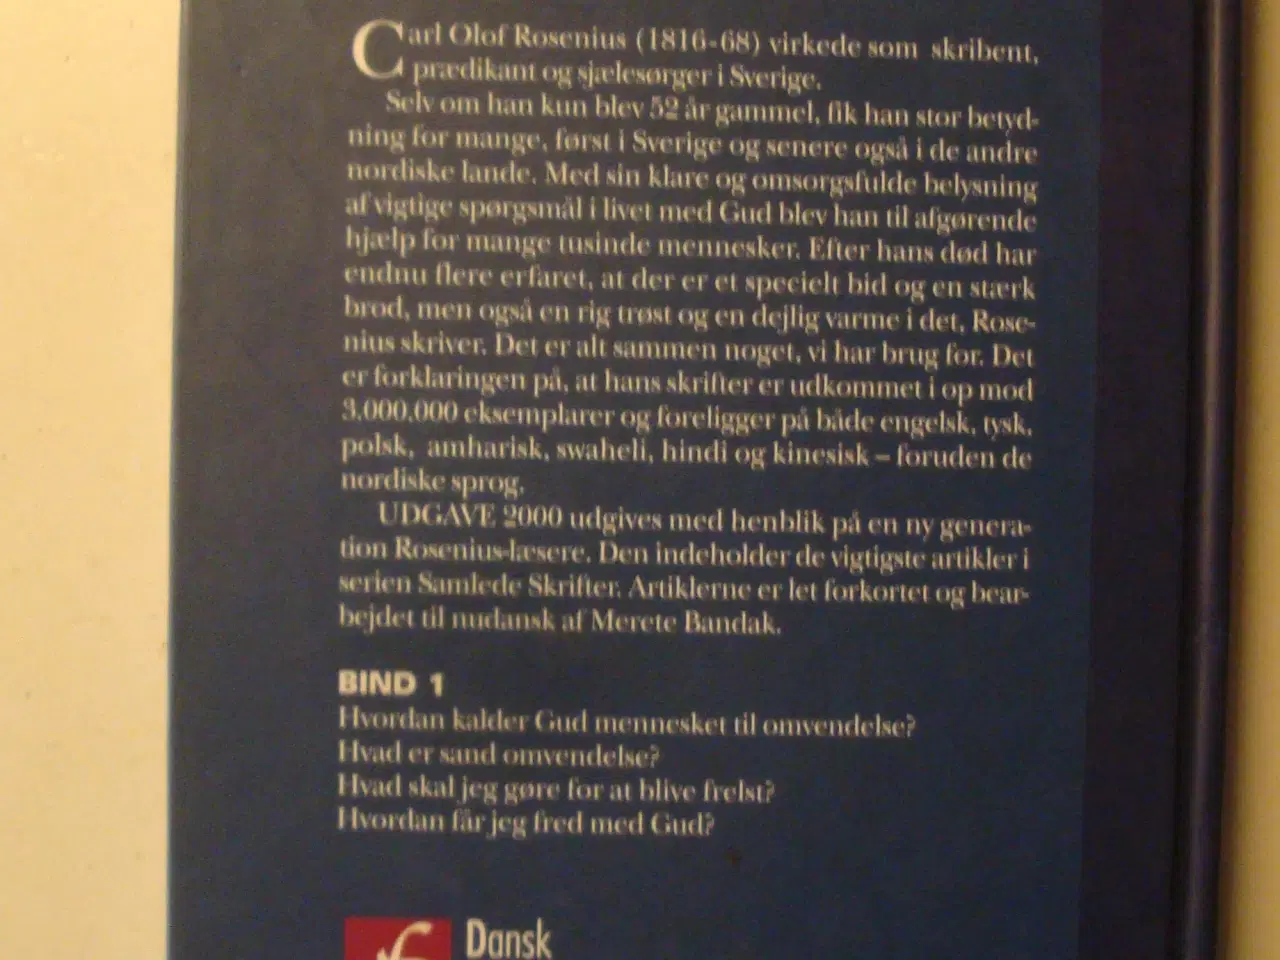 Carl Olof Rosenius (1816-68) virkede som skribent,
prædikant og sjælesørger i Sverige.
Selv om han kun blev 52 år gammel, fik han stor betyd-
ning for mange, først i Sverige og senere også i de andre
nordiske lande. Med sin klare og omsorgsfulde belysning
af vigtige spørgsmål i livet med Gud blev han til afgørende
hjælp for mange tusinde mennesker. Efter hans død har
endnu flere erfaret, at der er et specielt bid og en stærk
brod, men også en rig trøst og en dejlig varme i det, Rose-
nius skriver. Det er alt sammen noget, vi har brug for. Det
er forklaringen på, at hans skrifter er udkommet i op mod
3.000.000 eksemplarer og foreligger på både engelsk, tysk,
polsk, amharisk, swaheli, hindi og kinesisk – foruden de
nordiske sprog.
UDGAVE 2000 udgives med henblik på en ny genera-
tion Rosenius-læsere. Den indeholder de vigtigste artikler i
serien Samlede Skrifter. Artiklerne er let forkortet og bear-
bejdet til nudansk af Merete Bandak.
BIND 1
Hvordan kalder Gud mennesket til omvendelse?
Hvad er sand omvendelse?
Hvad skal jeg gøre for at blive frelst?
Hvordan får jeg fred med Gud?
Dansk